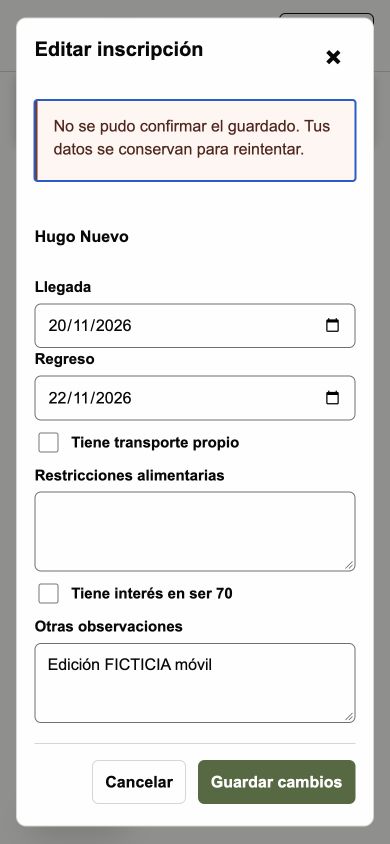 Editar inscripción
No se pudo confirmar el guardado. Tus
datos se conservan para reintentar.
Hugo Nuevo
Llegada
20/11/2026
Regreso
22/11/2026
Tiene transporte propio
Restricciones alimentarias
Tiene interés en ser 70
Otras observaciones
Edición FICTICIA móvil
Cancelar
Guardar cambios